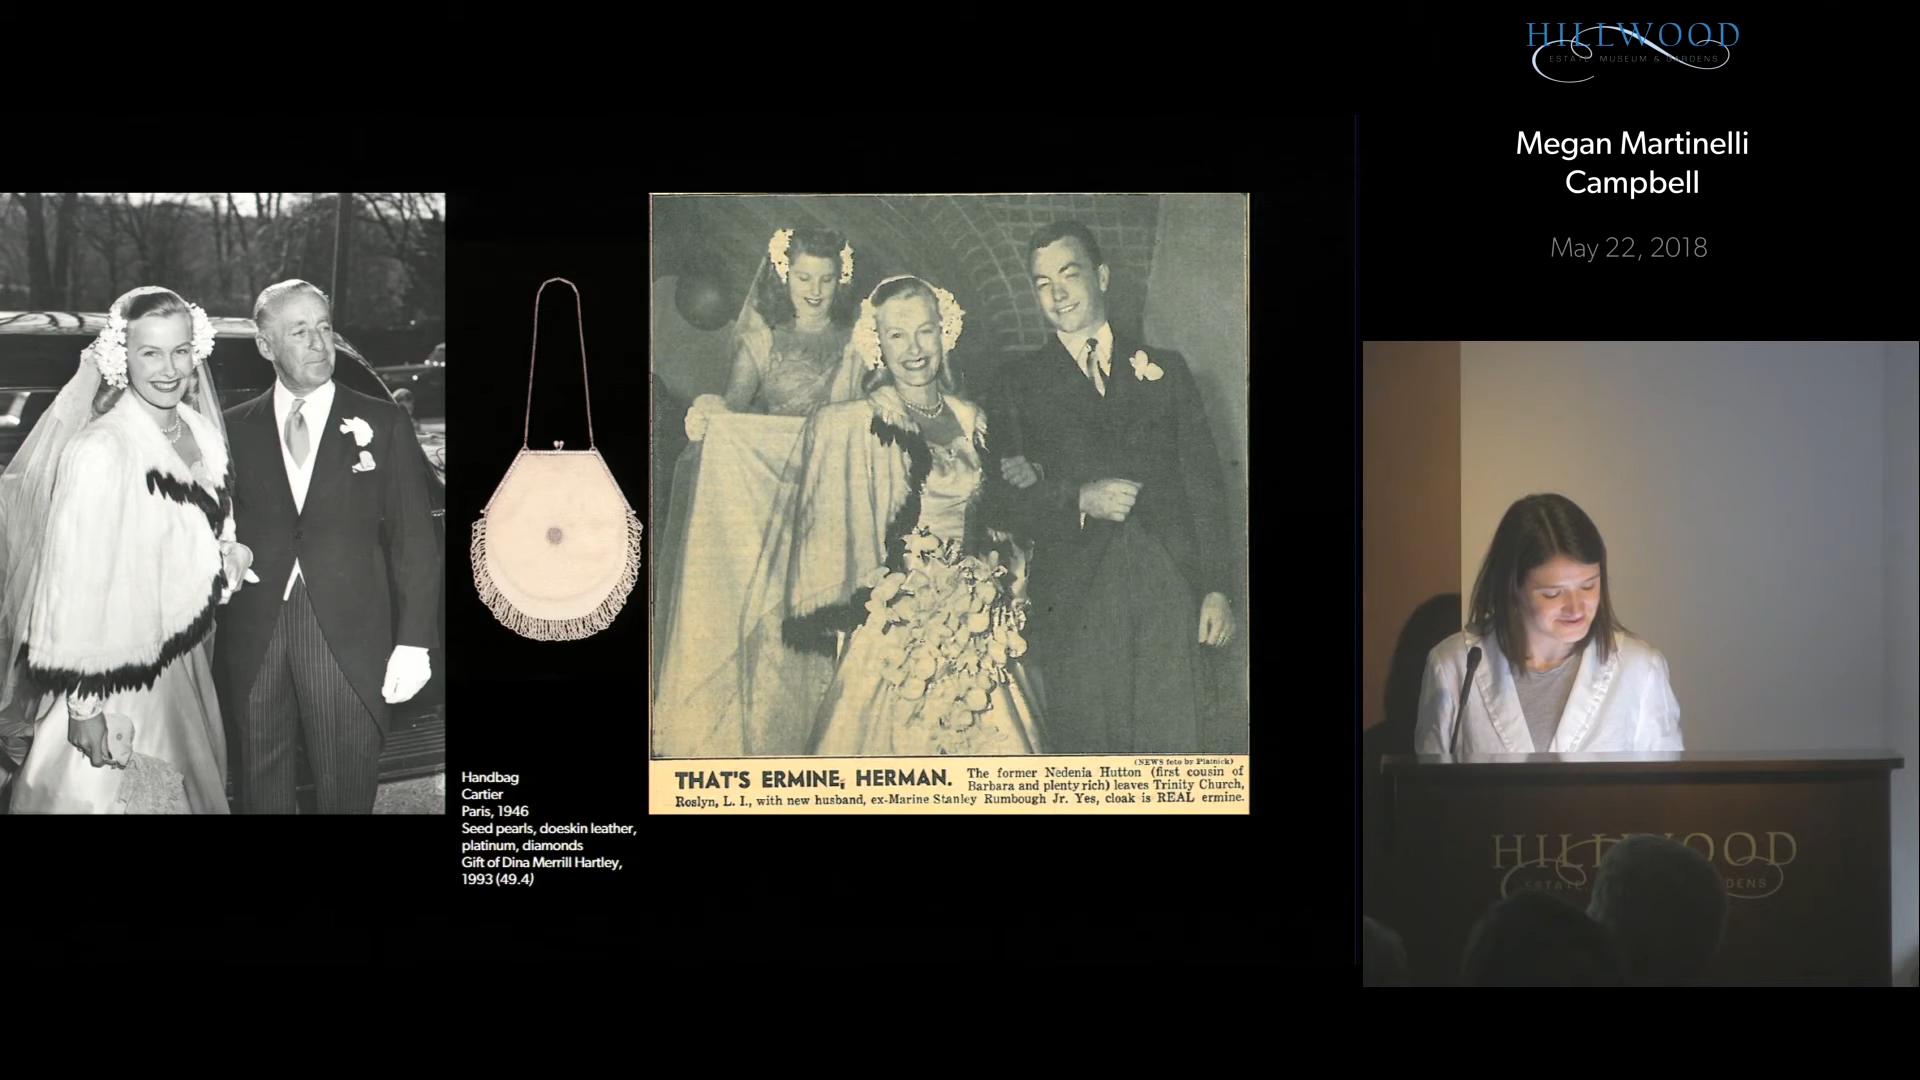 HILLWOOD
ESTATE, MUSEUM & GARDENS
Megan Martinelli
Campbell
May 22, 2018
Handbag
Cartier
Paris, 1946
Seed pearls, doeskin leather,
platinum, diamonds
Gift of Dina Merrill Hartley,
1993 (49.4)
(NEWS foto by Platnick)
THAT'S ERMINE, HERMAN. The former Nedenia Hutton (first cousin of
Barbara and plenty rich) leaves Trinity Church,
Roslyn, L. I., with new husband, ex-Marine Stanley Rumbough Jr. Yes, cloak is REAL ermine.
HILLWOOD
ESTATE,